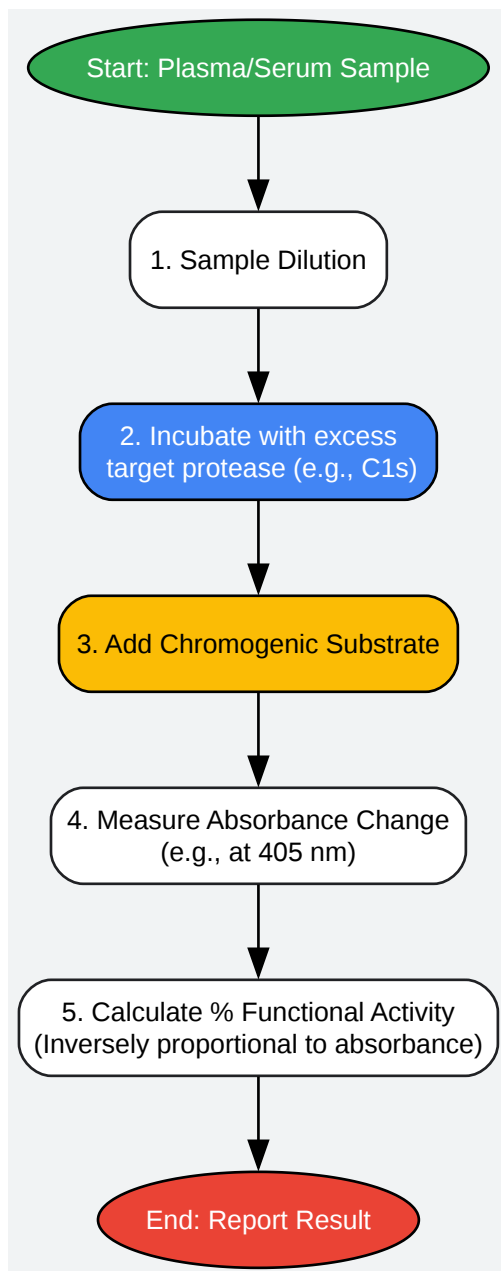 Start: Plasma/Serum Sample
1. Sample Dilution
2. Incubate with excess
target protease (e.g., C1s)
3. Add Chromogenic Substrate
4. Measure Absorbance Change
(e.g., at 405 nm)
5. Calculate % Functional Activity
(Inversely proportional to absorbance)
End: Report Result